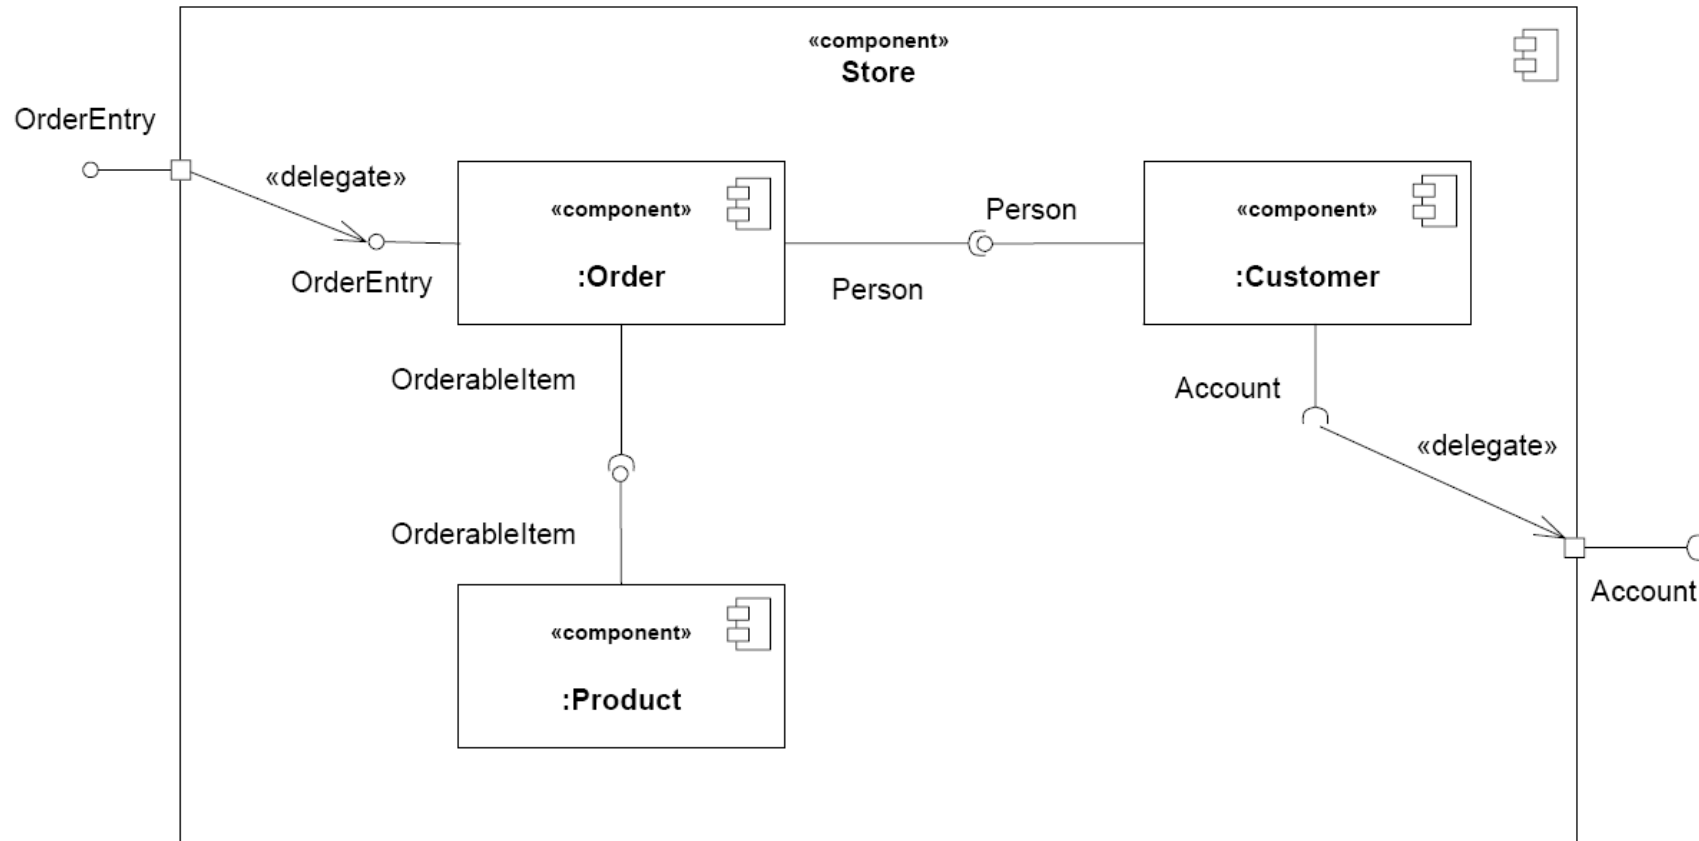 «component»
Store
OrderEntry
«delegate»
OrderEntry
«component»
:Order
Person
Person
«component»
:Customer
OrderableItem
Account
«delegate»
OrderableItem
Account
«component»
:Product